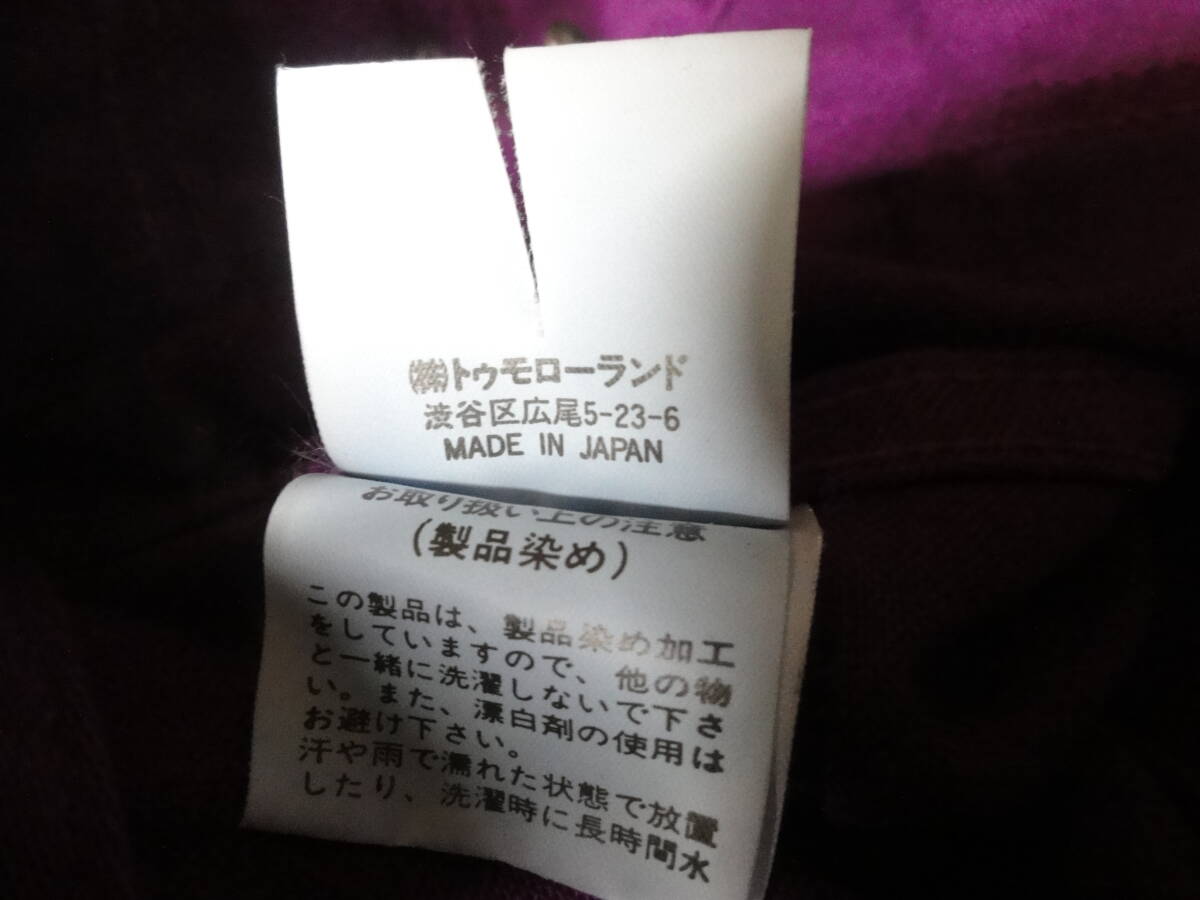 ㈱トゥモローランド
渋谷区広尾5-23-6
MADE IN JAPAN
お取り扱い上の注意
(製品染め)
この製品は、製品染め加工
をしていますので、他の物
と一緒に洗濯しないで下さ
い。また、漂白剤の使用は
お避け下さい。
汗や雨で濡れた状態で放置
したり、洗濯時に長時間水